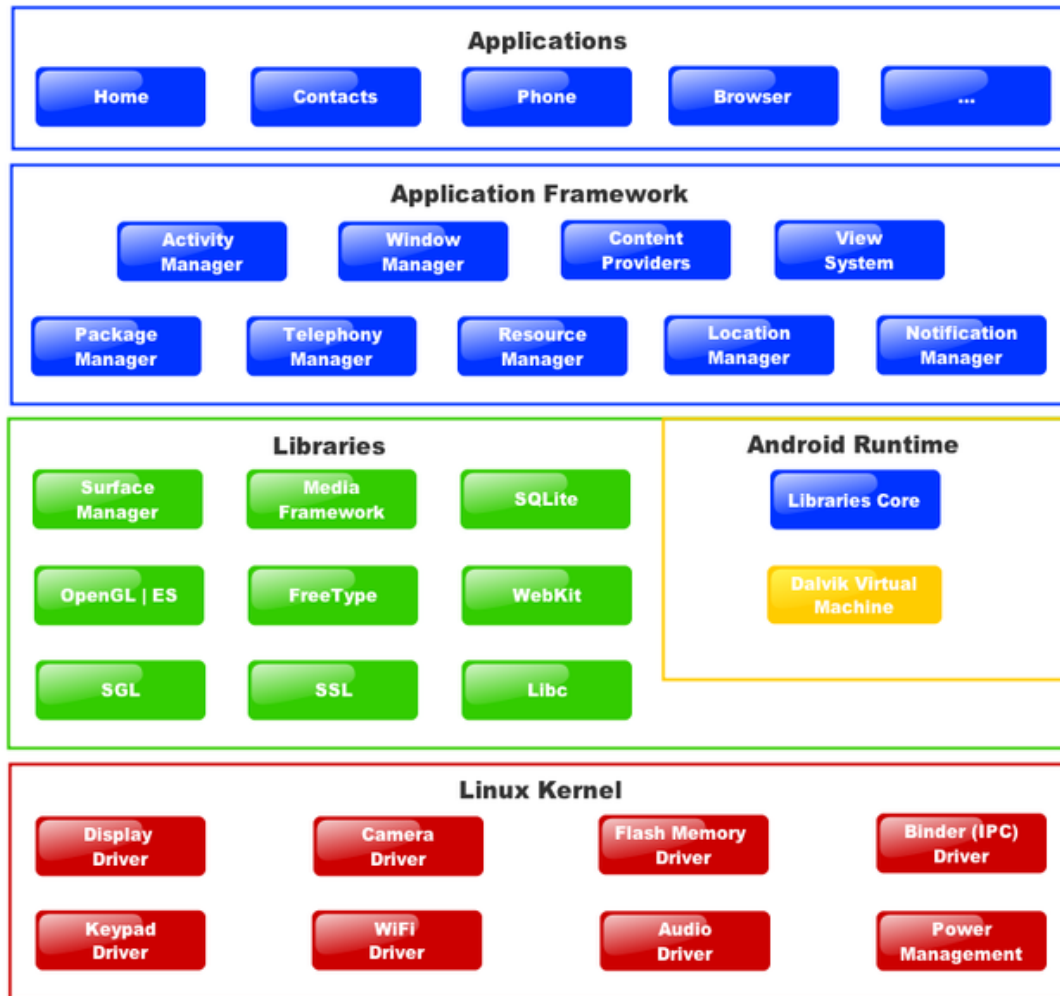 Applications
Home
Contacts
Phone
Browser
...
Application Framework
Activity
Manager
Window
Manager
Content
Providers
View
System
Package
Manager
Telephony
Manager
Resource
Manager
Location
Manager
Notification
Manager
Libraries
Surface
Manager
Media
Framework
SQLite
OpenGL | ES
FreeType
WebKit
SGL
SSL
Libc
Android Runtime
Libraries Core
Dalvik Virtual
Machine
Linux Kernel
Display
Driver
Camera
Driver
Flash Memory
Driver
Binder (IPC)
Driver
Keypad
Driver
WiFi
Driver
Audio
Driver
Power
Management